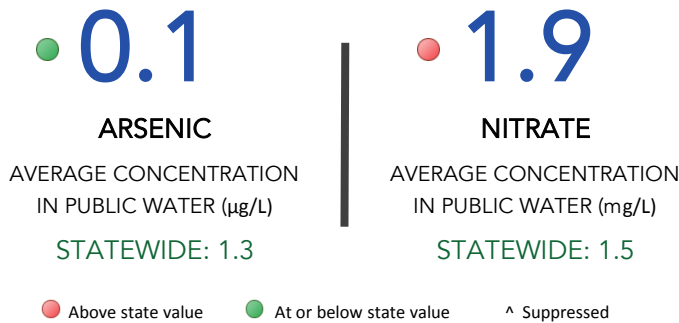 0.1
ARSENIC
AVERAGE CONCENTRATION
IN PUBLIC WATER (µg/L)
STATEWIDE: 1.3
1.9
NITRATE
AVERAGE CONCENTRATION
IN PUBLIC WATER (mg/L)
STATEWIDE: 1.5
Above state value
At or below state value
^ Suppressed